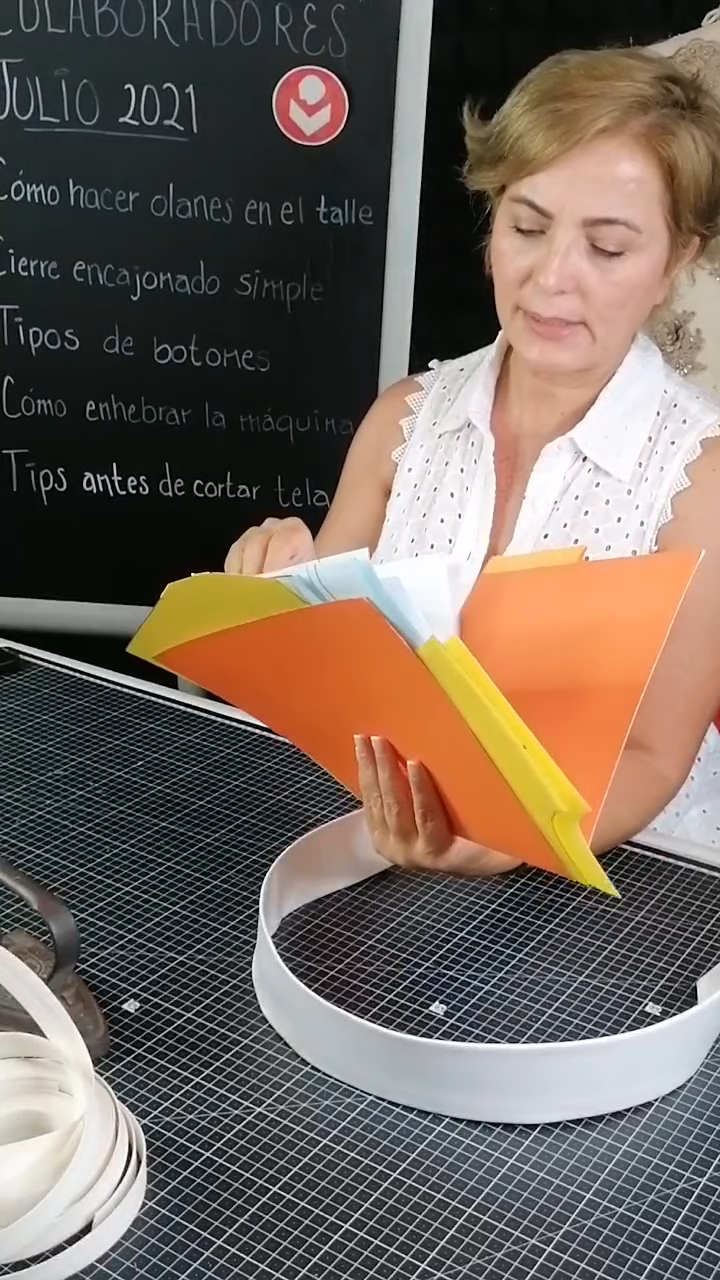 COLABORADORES
JULIO 2021
Cómo hacer olanes en el talle
Cierre encajonado simple
Tipos de botones
Cómo enhebrar la máquina
Tips antes de cortar tela